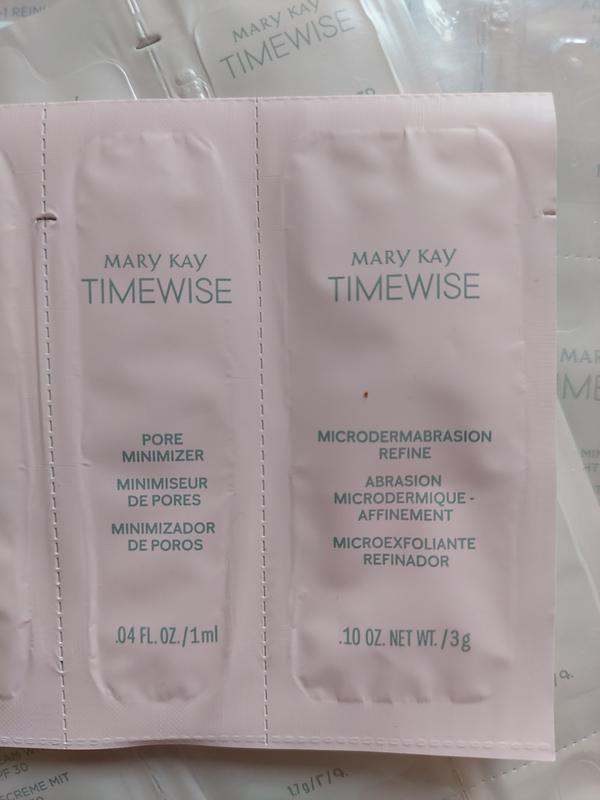 MARY KAY
TIMEWISE
MARY KAY
TIMEWISE
PORE
MINIMIZER
MINIMISEUR
DE PORES
MINIMIZADOR
DE POROS
.04 FL. OZ./1ml
MARY KAY
TIMEWISE
MICRODERMABRASION
REFINE
ABRASION
MICRODERMIQUE -
AFFINEMENT
MICROEXFOLIANTE
REFINADOR
.10 OZ. NET WT. /3g